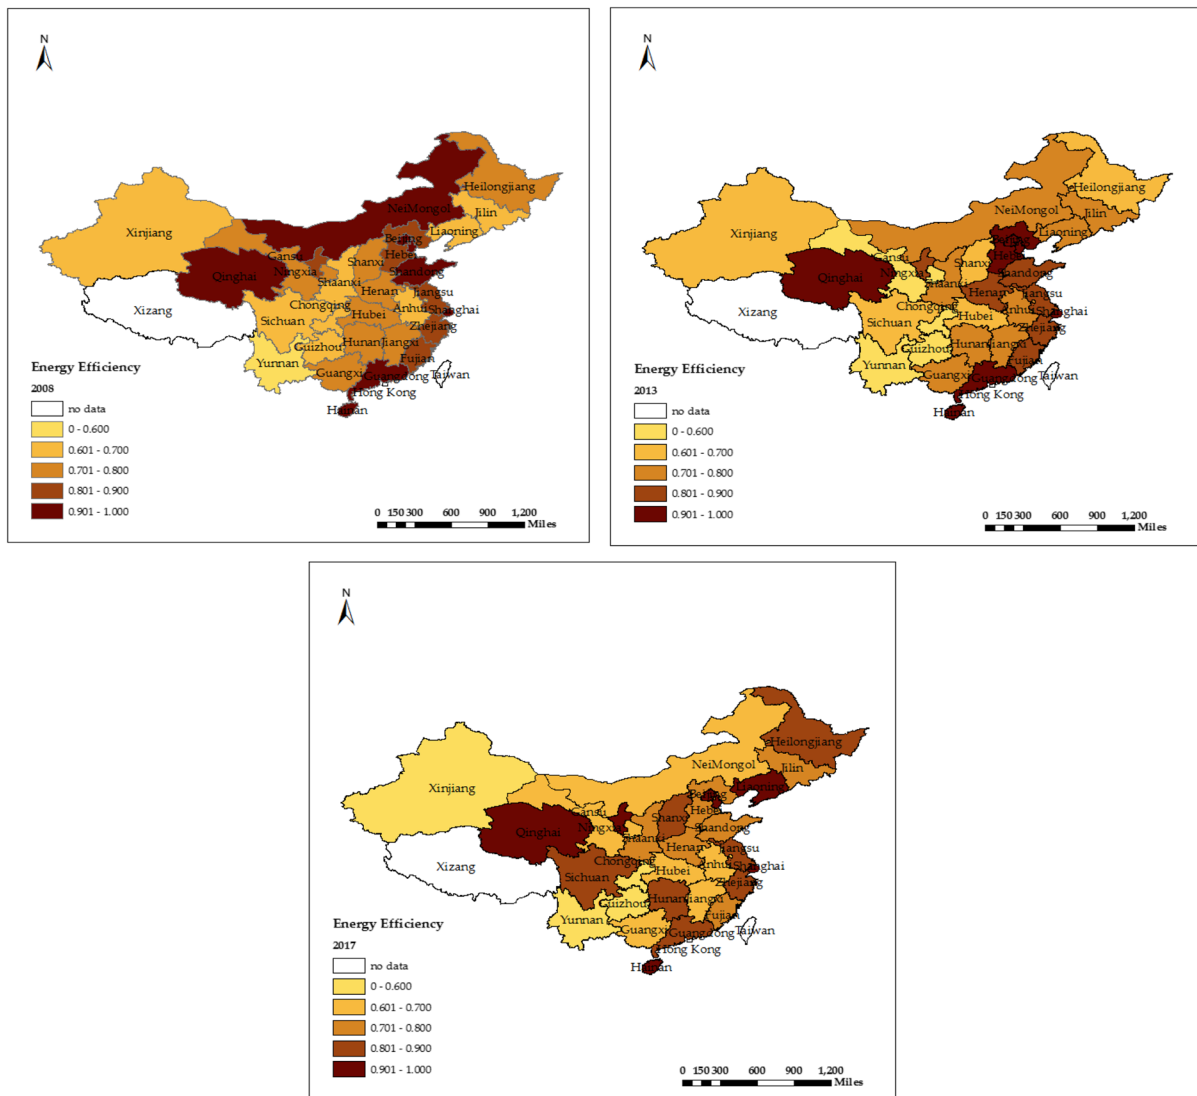 N
Xinjiang
Heilongjiang
NeiMongol
Jilin
Liaoning
Beijing
Gansu
Hebei
Ningxia
Shanxi
Shandong
Qinghai
Shaanxi
Henan
Jiangsu
Xizang
Chongqing
Anhui
Shanghai
Sichuan
Hubei
Zhejiang
Guizhou
Hunan
Jiangxi
Yunnan
Fujian
Guangxi
Guangdong
Taiwan
Hong Kong
Hainan
Energy Efficiency
2008
no data
0 - 0.600
0.601 - 0.700
0.701 - 0.800
0.801 - 0.900
0.901 - 1.000
0 150 300 600 900 1,200
Miles
N
Heilongjiang
NeiMongol
Jilin
Xinjiang
Liaoning
Beijing
Gansu
Hebei
Shanxi
Qinghai
Ningxia
Shandong
Shaanxi
Henan
Jiangsu
Xizang
Chongqing
Anhui
Shanghai
Sichuan
Hubei
Zhejiang
Guizhou
Hunan
Jiangxi
Yunnan
Fujian
Guangxi
Guangdong
Taiwan
Hong Kong
Hainan
Energy Efficiency
2013
no data
0 - 0.600
0.601 - 0.700
0.701 - 0.800
0.801 - 0.900
0.901 - 1.000
0 150 300 600 900 1,200
Miles
N
Heilongjiang
NeiMongol
Jilin
Xinjiang
Liaoning
Beijing
Gansu
Hebei
Shanxi
Qinghai
Ningxia
Shandong
Shaanxi
Henan
Jiangsu
Xizang
Chongqing
Anhui
Shanghai
Sichuan
Hubei
Zhejiang
Guizhou
Hunan
Jiangxi
Yunnan
Fujian
Guangxi
Guangdong
Taiwan
Hong Kong
Hainan
Energy Efficiency
2017
no data
0 - 0.600
0.601 - 0.700
0.701 - 0.800
0.801 - 0.900
0.901 - 1.000
0 150 300 600 900 1,200
Miles